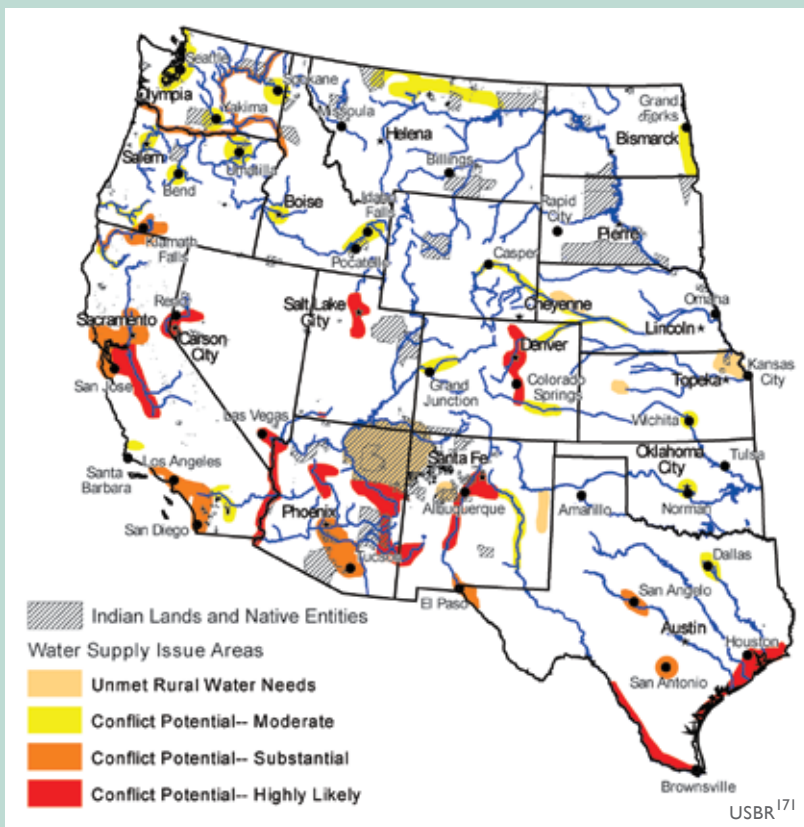 Seattle
Olympia
Spokane
Yakima
Missoula
Helena
Grand
Forks
Bismarck
Salem
Umatilla
Bend
Billings
Boise
Idaho
Falls
Rapid
City
Pierre
Klamath
Falls
Pocatello
Casper
Reno
Salt Lake
City
Cheyenne
Omaha
Lincoln
Sacramento
Carson
City
Denver
Grand
Junction
Colorado
Springs
Topeka
Kansas
City
San Jose
Las Vegas
Wichita
Santa Fe
Oklahoma
City
Tulsa
Santa
Barbara
Los Angeles
Phoenix
Albuquerque
Amarillo
Norman
San Diego
Tucson
Dallas
El Paso
San Angelo
Austin
Houston
San Antonio
Brownsville
Indian Lands and Native Entities
Water Supply Issue Areas
Unmet Rural Water Needs
Conflict Potential-- Moderate
Conflict Potential-- Substantial
Conflict Potential-- Highly Likely
USBR171